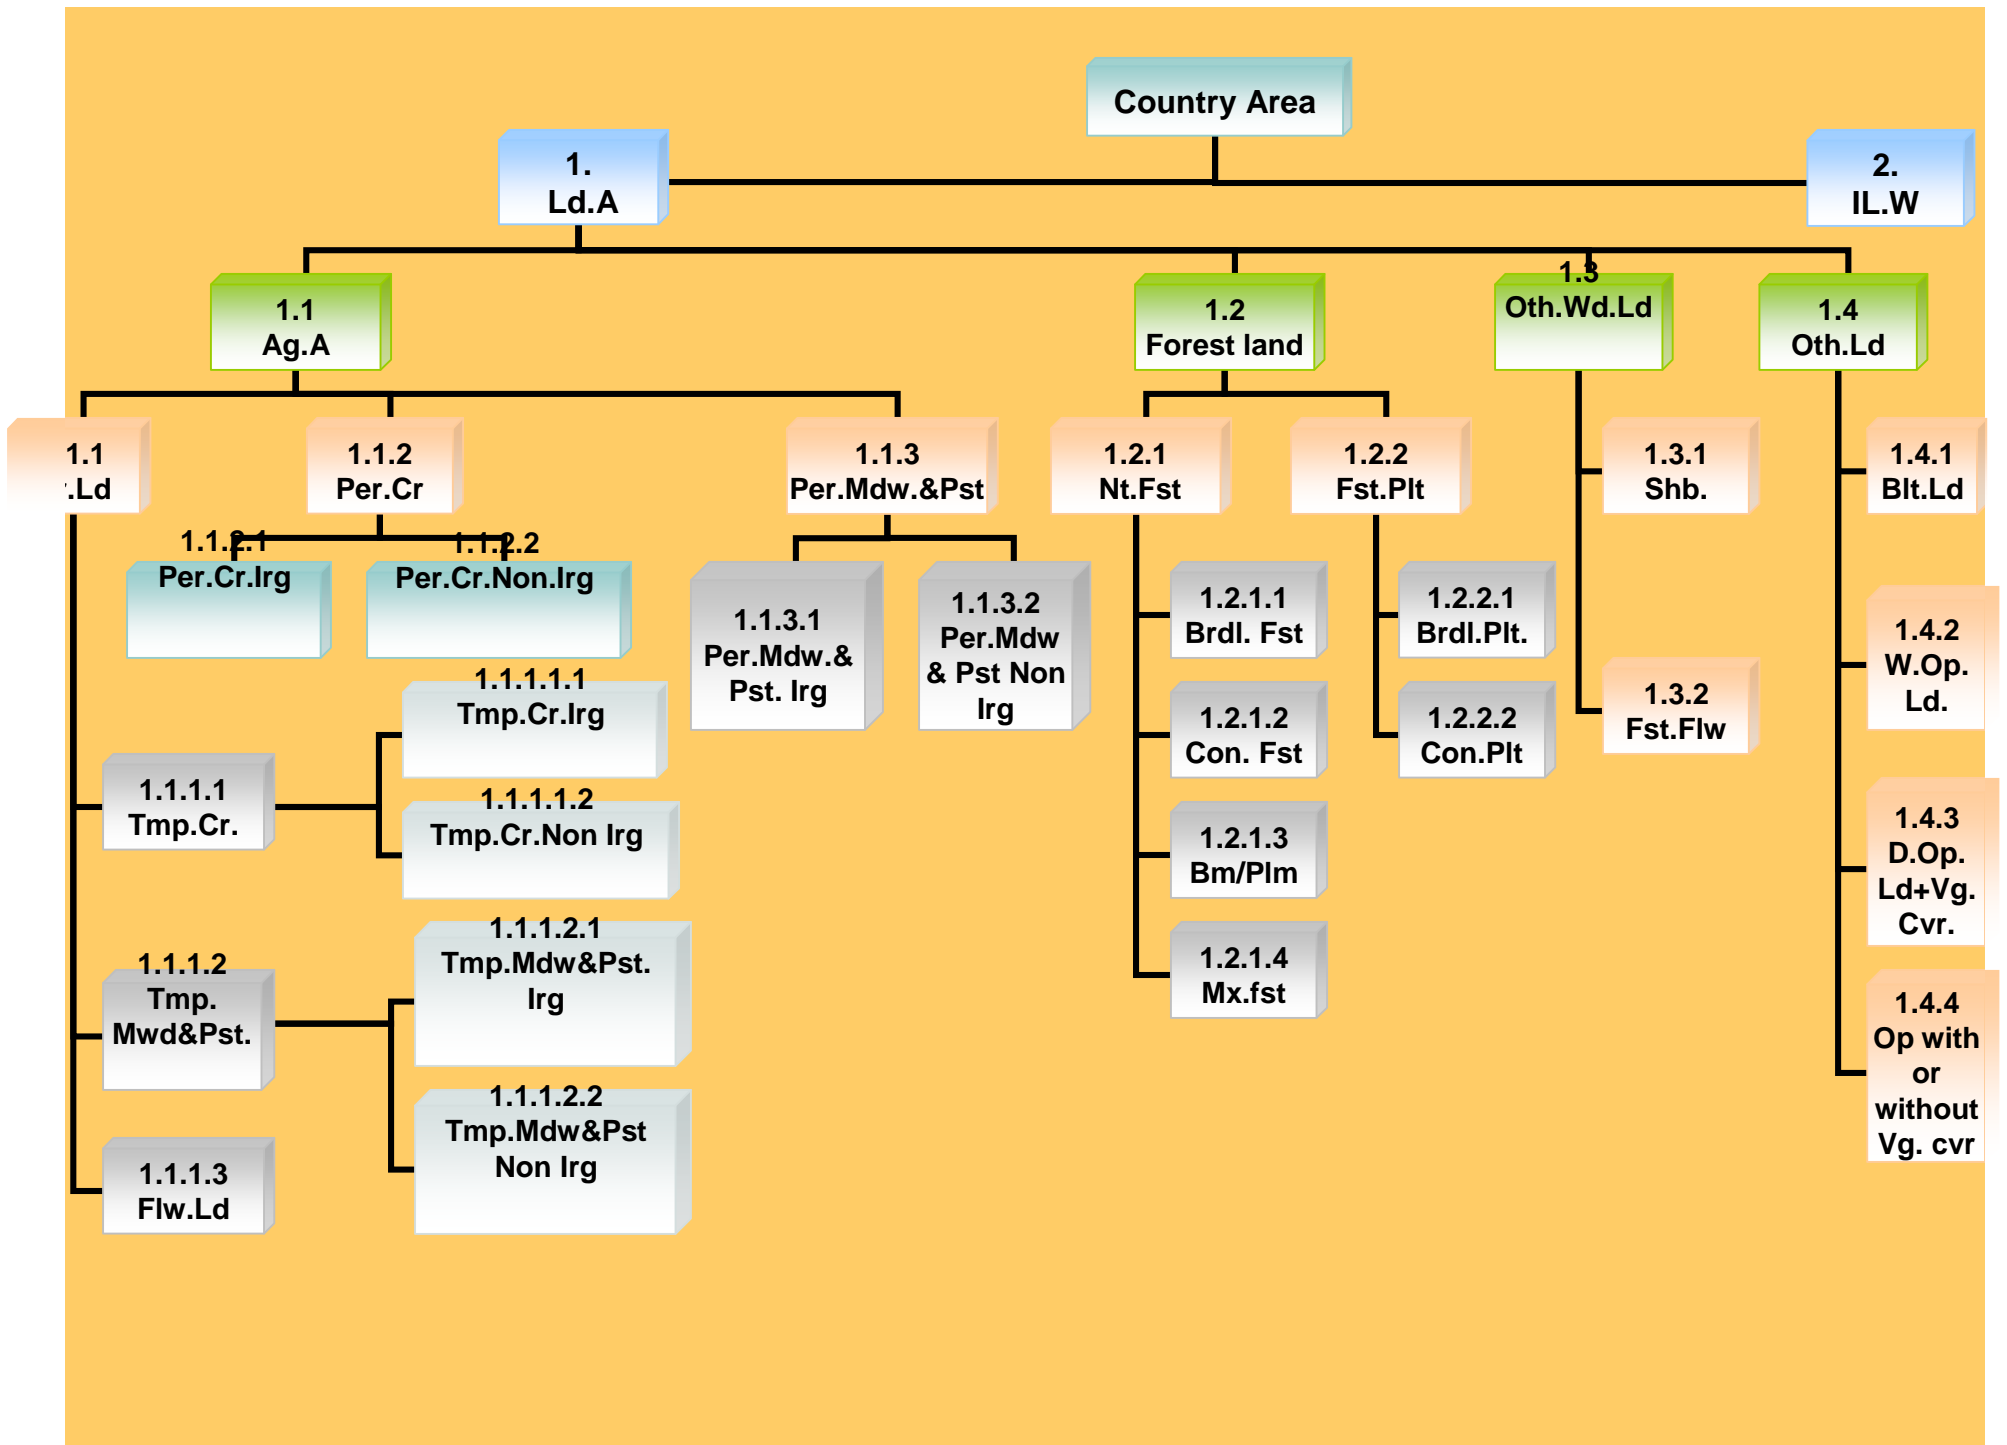 Country Area
1.
Ld.A
2.
IL.W
1.1
Ag.A
1.2
Forest land
1.3
Oth.Wd.Ld
1.4
Oth.Ld
1.1
.Ld
1.1.2
Per.Cr
1.1.3
Per.Mdw.&Pst
1.2.1
Nt.Fst
1.2.2
Fst.Plt
1.3.1
Shb.
1.4.1
Blt.Ld
1.1.2.1
Per.Cr.Irg
1.1.2.2
Per.Cr.Non.Irg
1.1.3.1
Per.Mdw.&
Pst. Irg
1.1.3.2
Per.Mdw
& Pst Non
Irg
1.2.1.1
Brdl. Fst
1.2.2.1
Brdl.Plt.
1.4.2
W.Op.
Ld.
1.1.1.1.1
Tmp.Cr.Irg
1.2.1.2
Con. Fst
1.2.2.2
Con.Plt
1.3.2
Fst.Flw
1.1.1.1
Tmp.Cr.
1.1.1.1.2
Tmp.Cr.Non Irg
1.2.1.3
Bm/Plm
1.4.3
D.Op.
Ld+Vg.
Cvr.
1.1.1.2
Tmp.
Mwd&Pst.
1.1.1.2.1
Tmp.Mdw&Pst.
Irg
1.2.1.4
Mx.fst
1.4.4
Op with
or
without
Vg. cvr
1.1.1.2.2
Tmp.Mdw&Pst
Non Irg
1.1.1.3
Flw.Ld